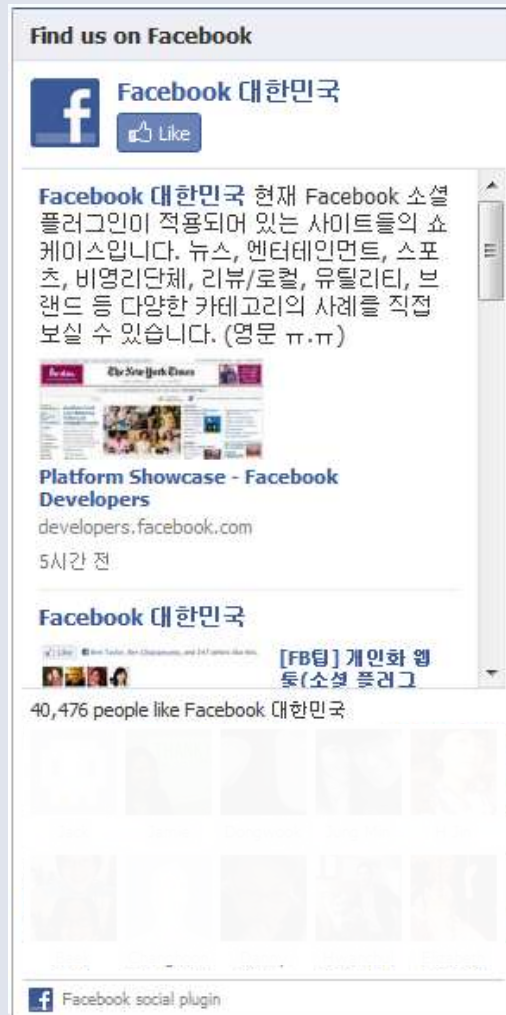 Find us on Facebook
Facebook 대한민국
Like
Facebook 대한민국 현재 Facebook 소셜
플러그인이 적용되어 있는 사이트들의 쇼
케이스입니다. 뉴스, 엔터테인먼트, 스포
츠, 비영리단체, 리뷰/로컬, 유틸리티, 브
랜드 등 다양한 카테고리의 사례를 직접
보실 수 있습니다. (영문 ㅠ.ㅠ)
The New York Times
Platform Showcase - Facebook
Developers
developers.facebook.com
5시간 전
Facebook 대한민국
Like
[FB팁] 개인화 웹
툿(소셜 플러그
40,476 people like Facebook 대한민국
Facebook social plugin